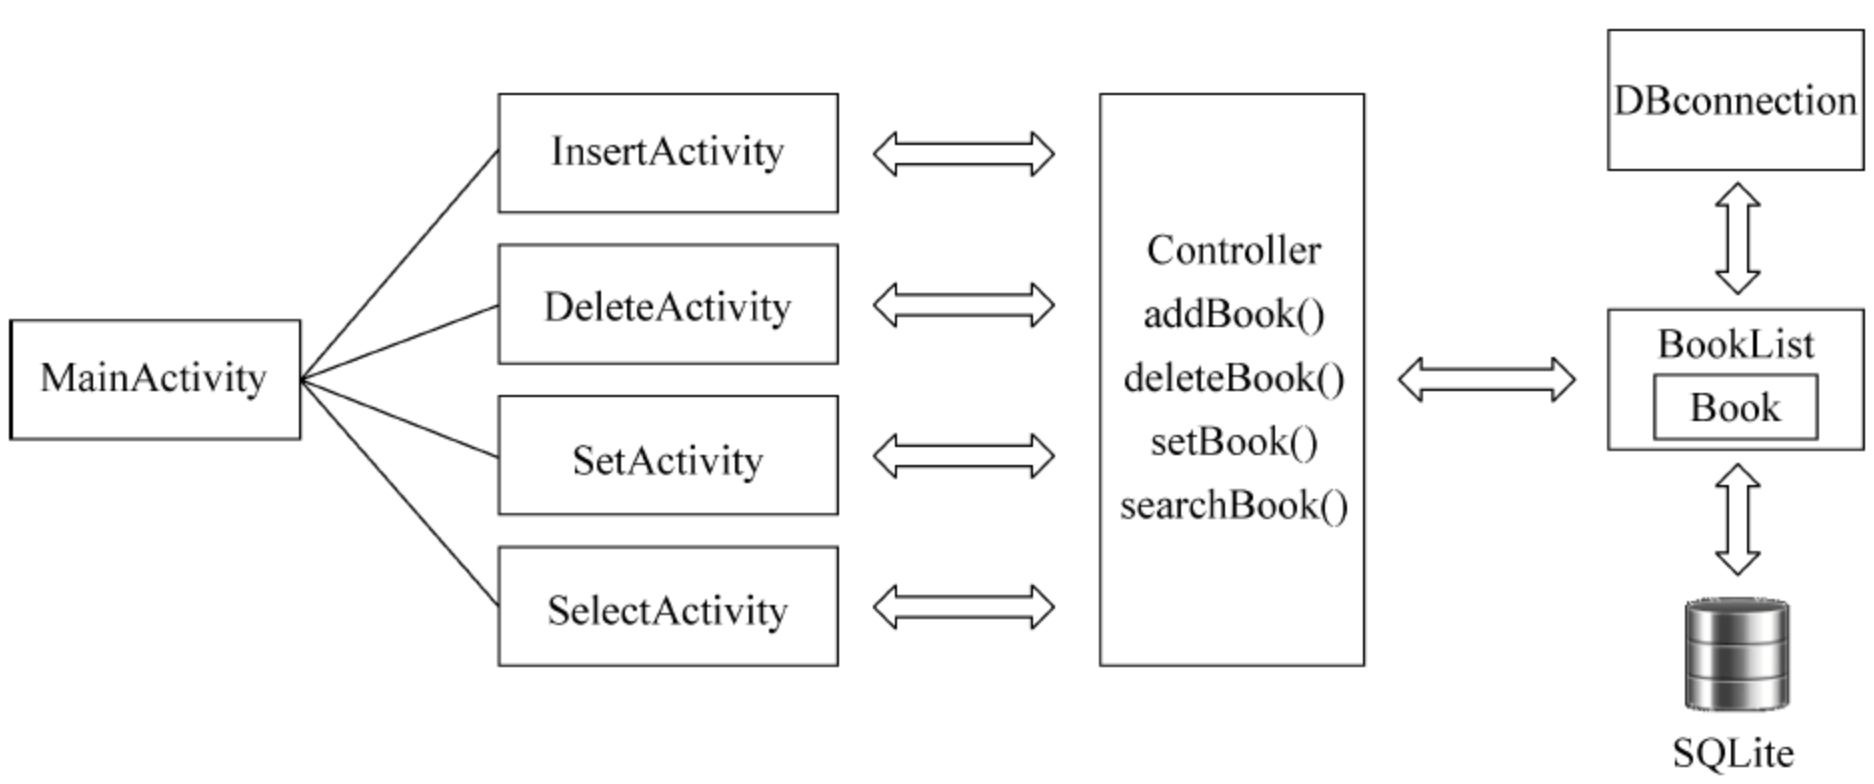 MainActivity
InsertActivity
DeleteActivity
SetActivity
SelectActivity
Controller
addBook()
deleteBook()
setBook()
searchBook()
DBconnection
BookList
Book
SQLite